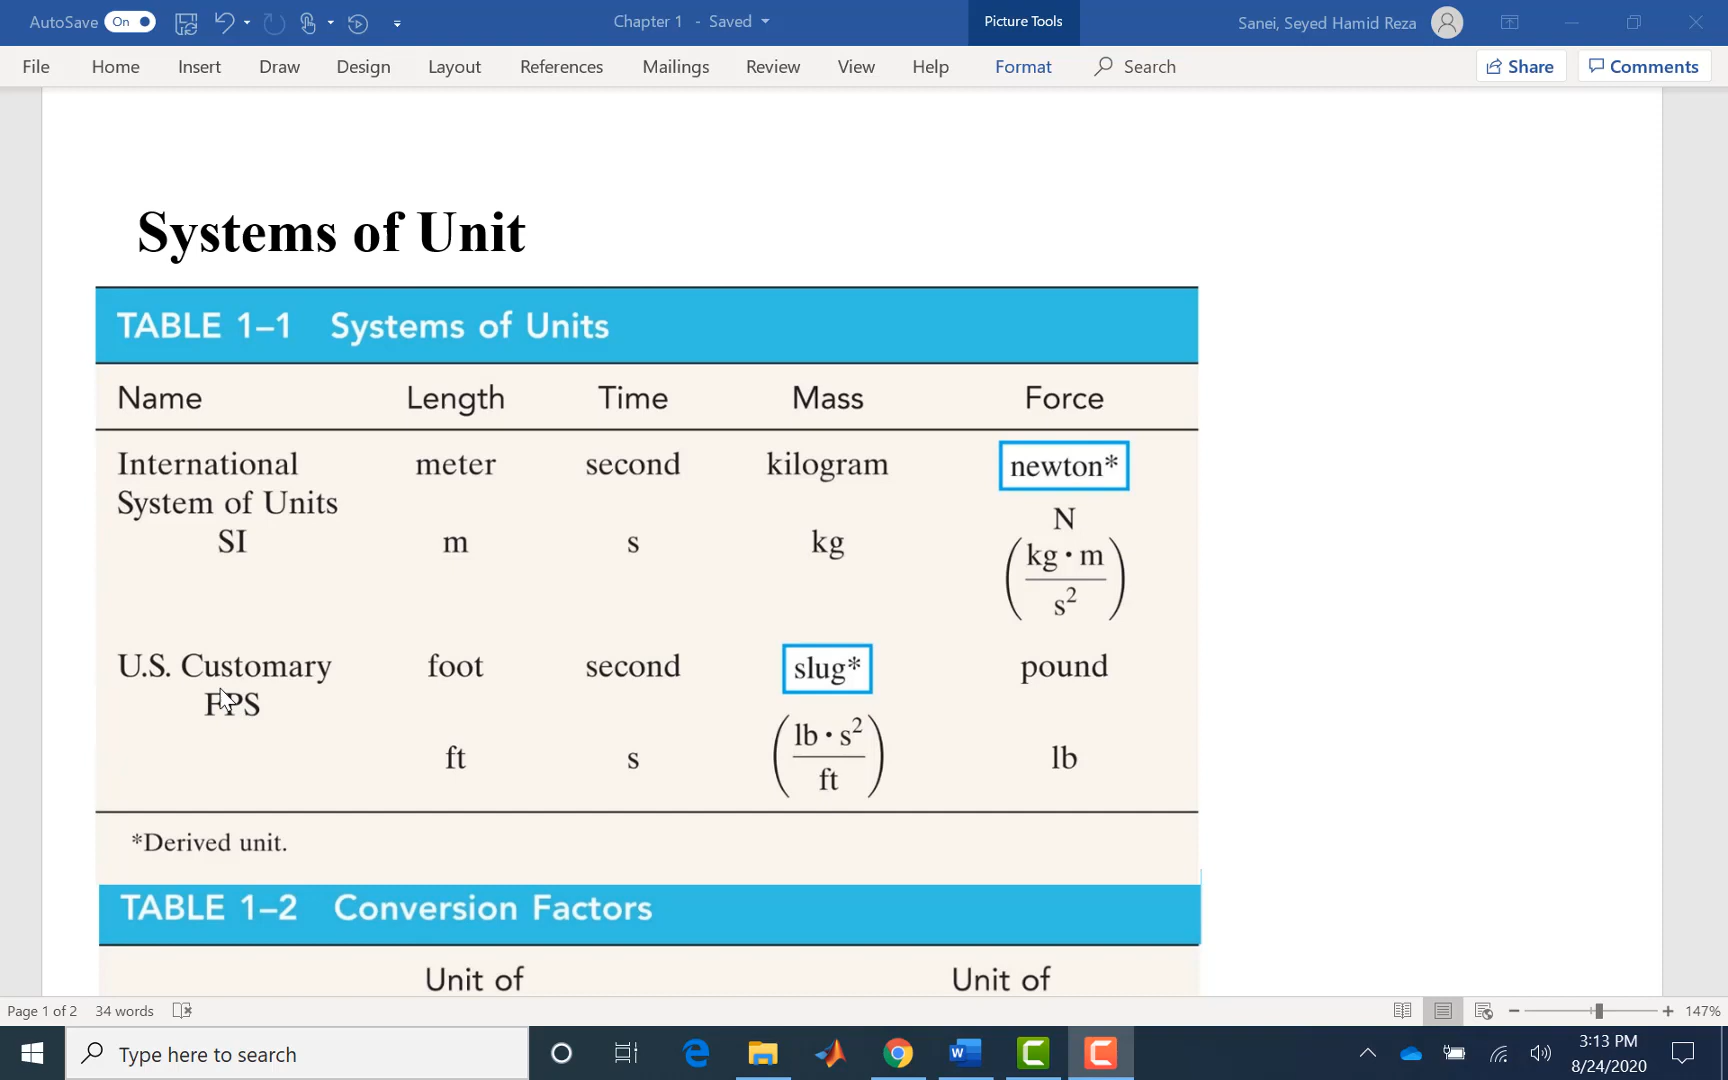 AutoSave On Chapter 1 - Saved Picture Tools Sanei, Seyed Hamid Reza
File Home Insert Draw Design Layout References Mailings Review View Help Format Search Share Comments
Systems of Unit
TABLE 1–1 Systems of Units
Name Length Time Mass Force
International meter second kilogram newton*
System of Units
N
SI m s kg (kg · m / s²)
U.S. Customary foot second slug* pound
FPS
ft s (lb · s² / ft) lb
*Derived unit.
TABLE 1–2 Conversion Factors
Unit of Unit of
Page 1 of 2 34 words 147%
Type here to search
3:13 PM
8/24/2020